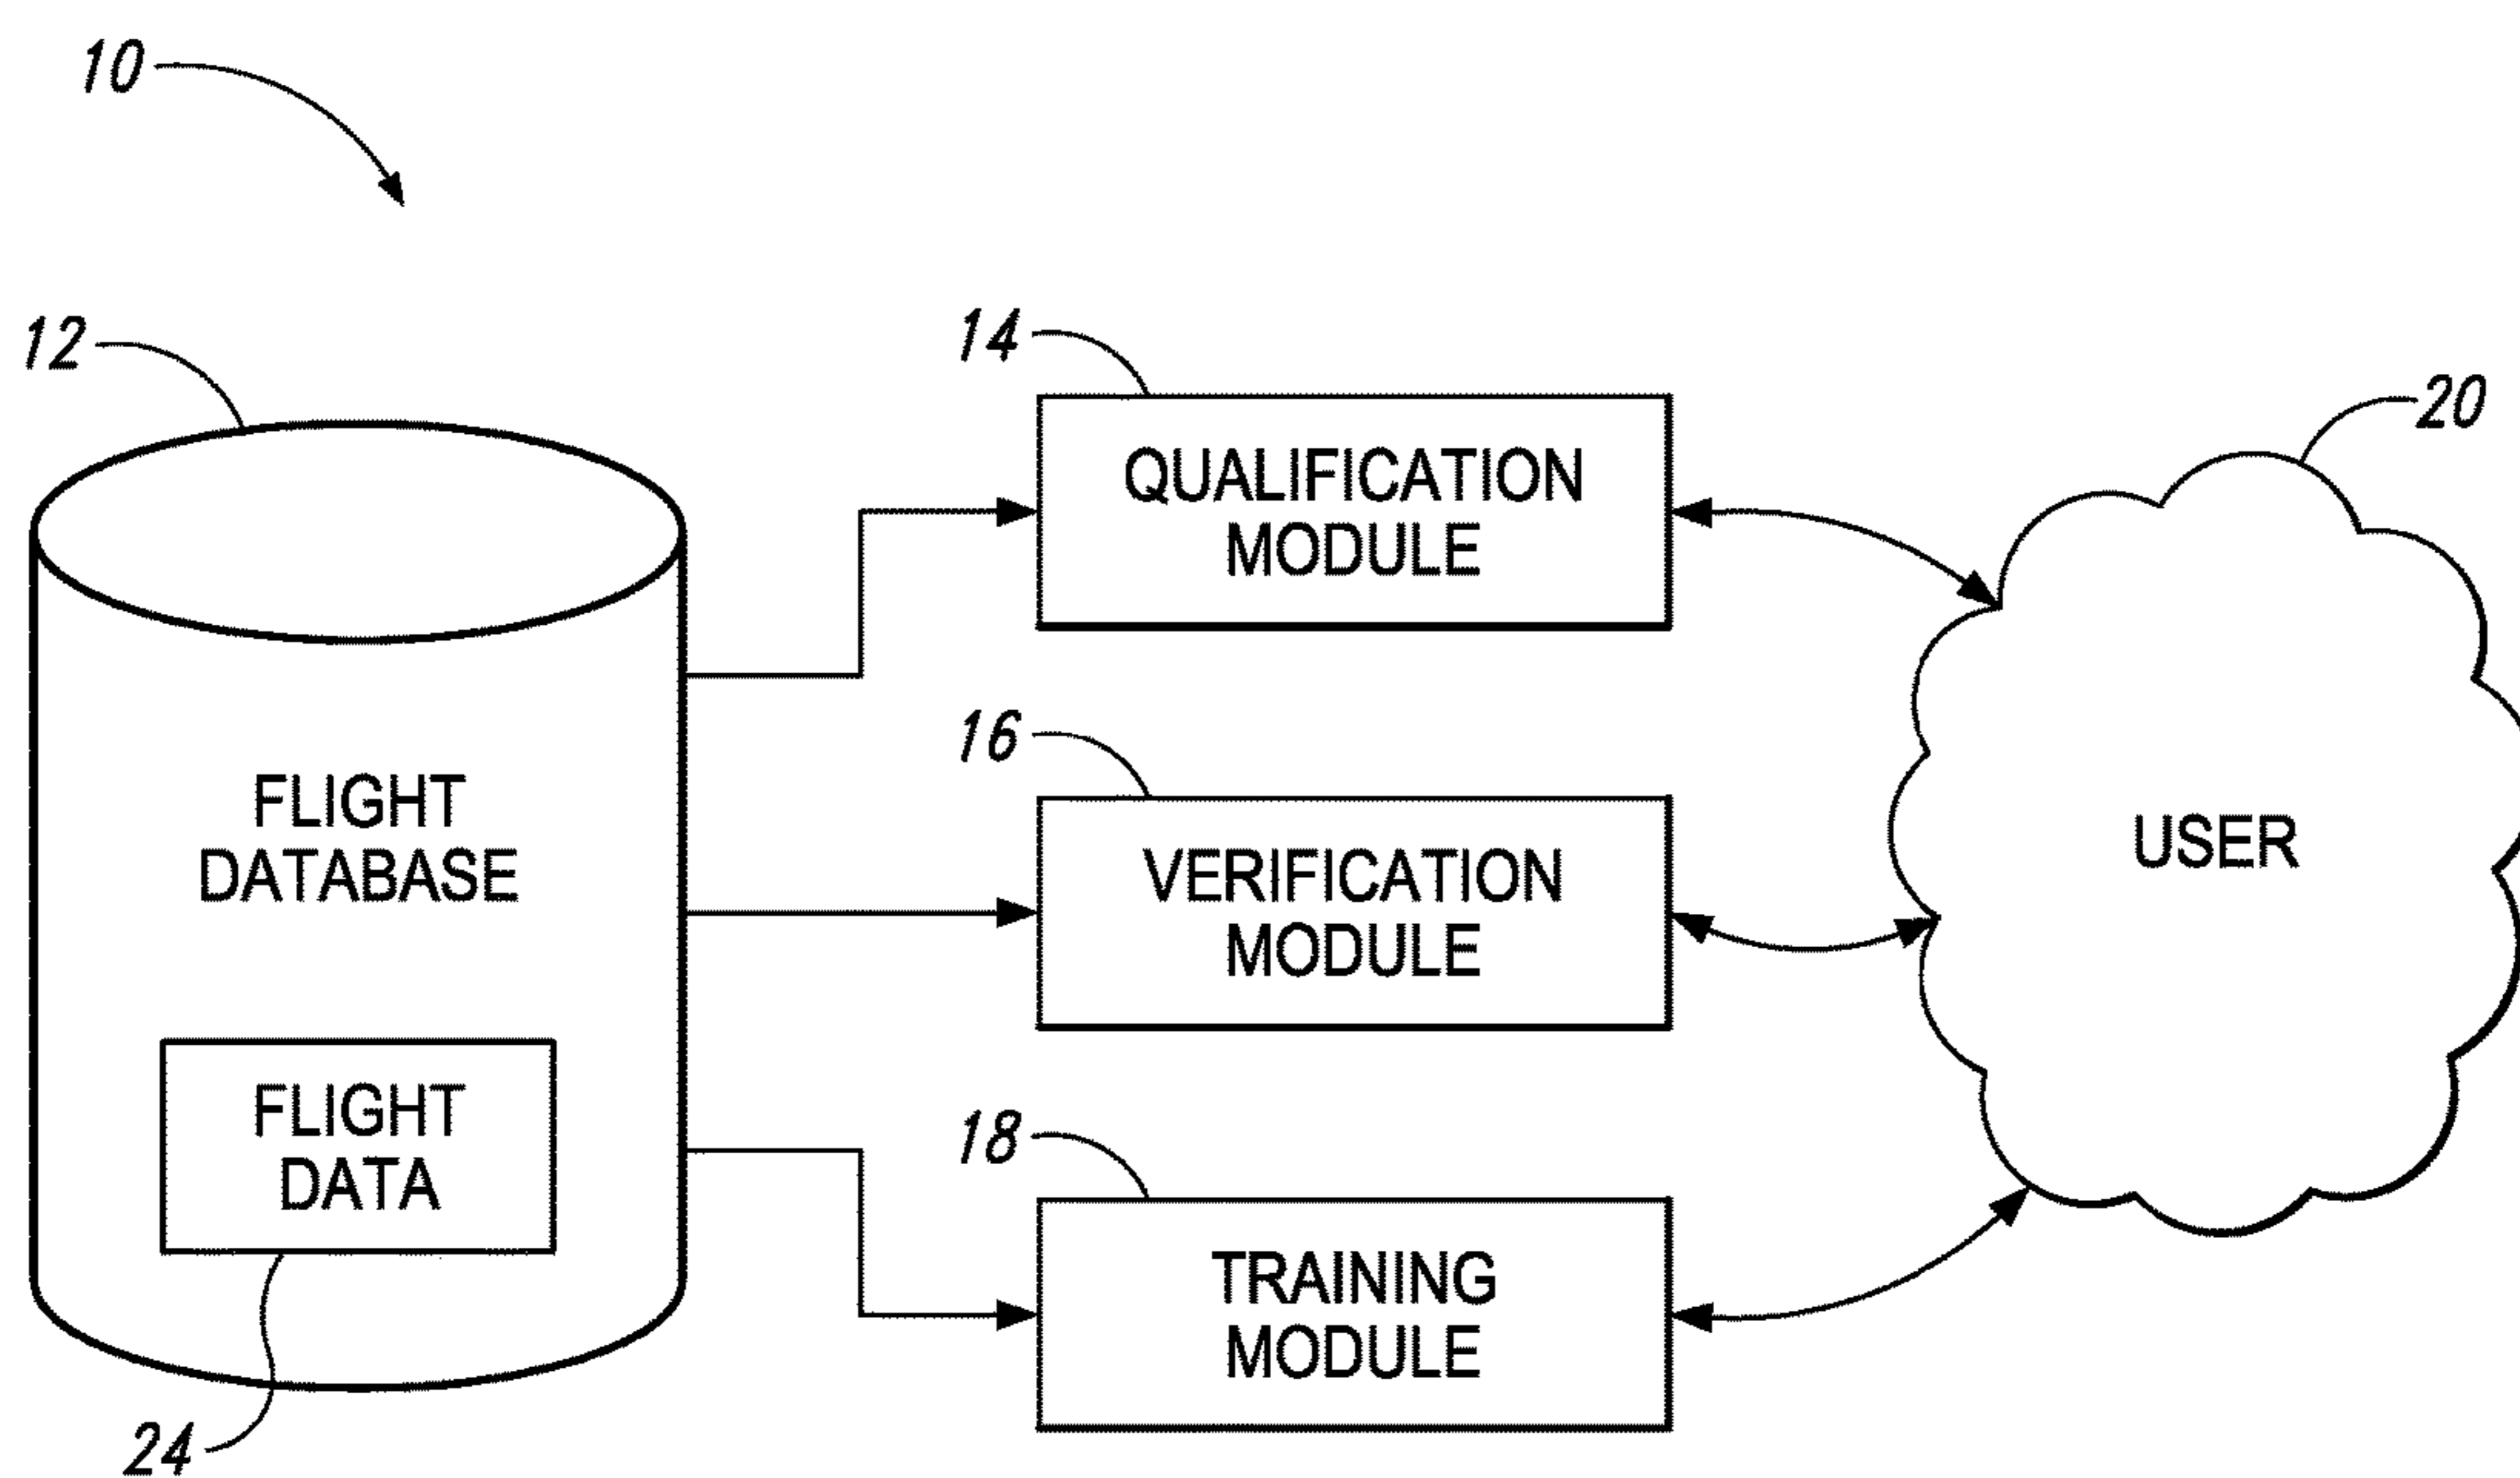 10
12
14
20
QUALIFICATION
MODULE
16
FLIGHT
DATABASE
VERIFICATION
MODULE
USER
FLIGHT
DATA
18
TRAINING
MODULE
24